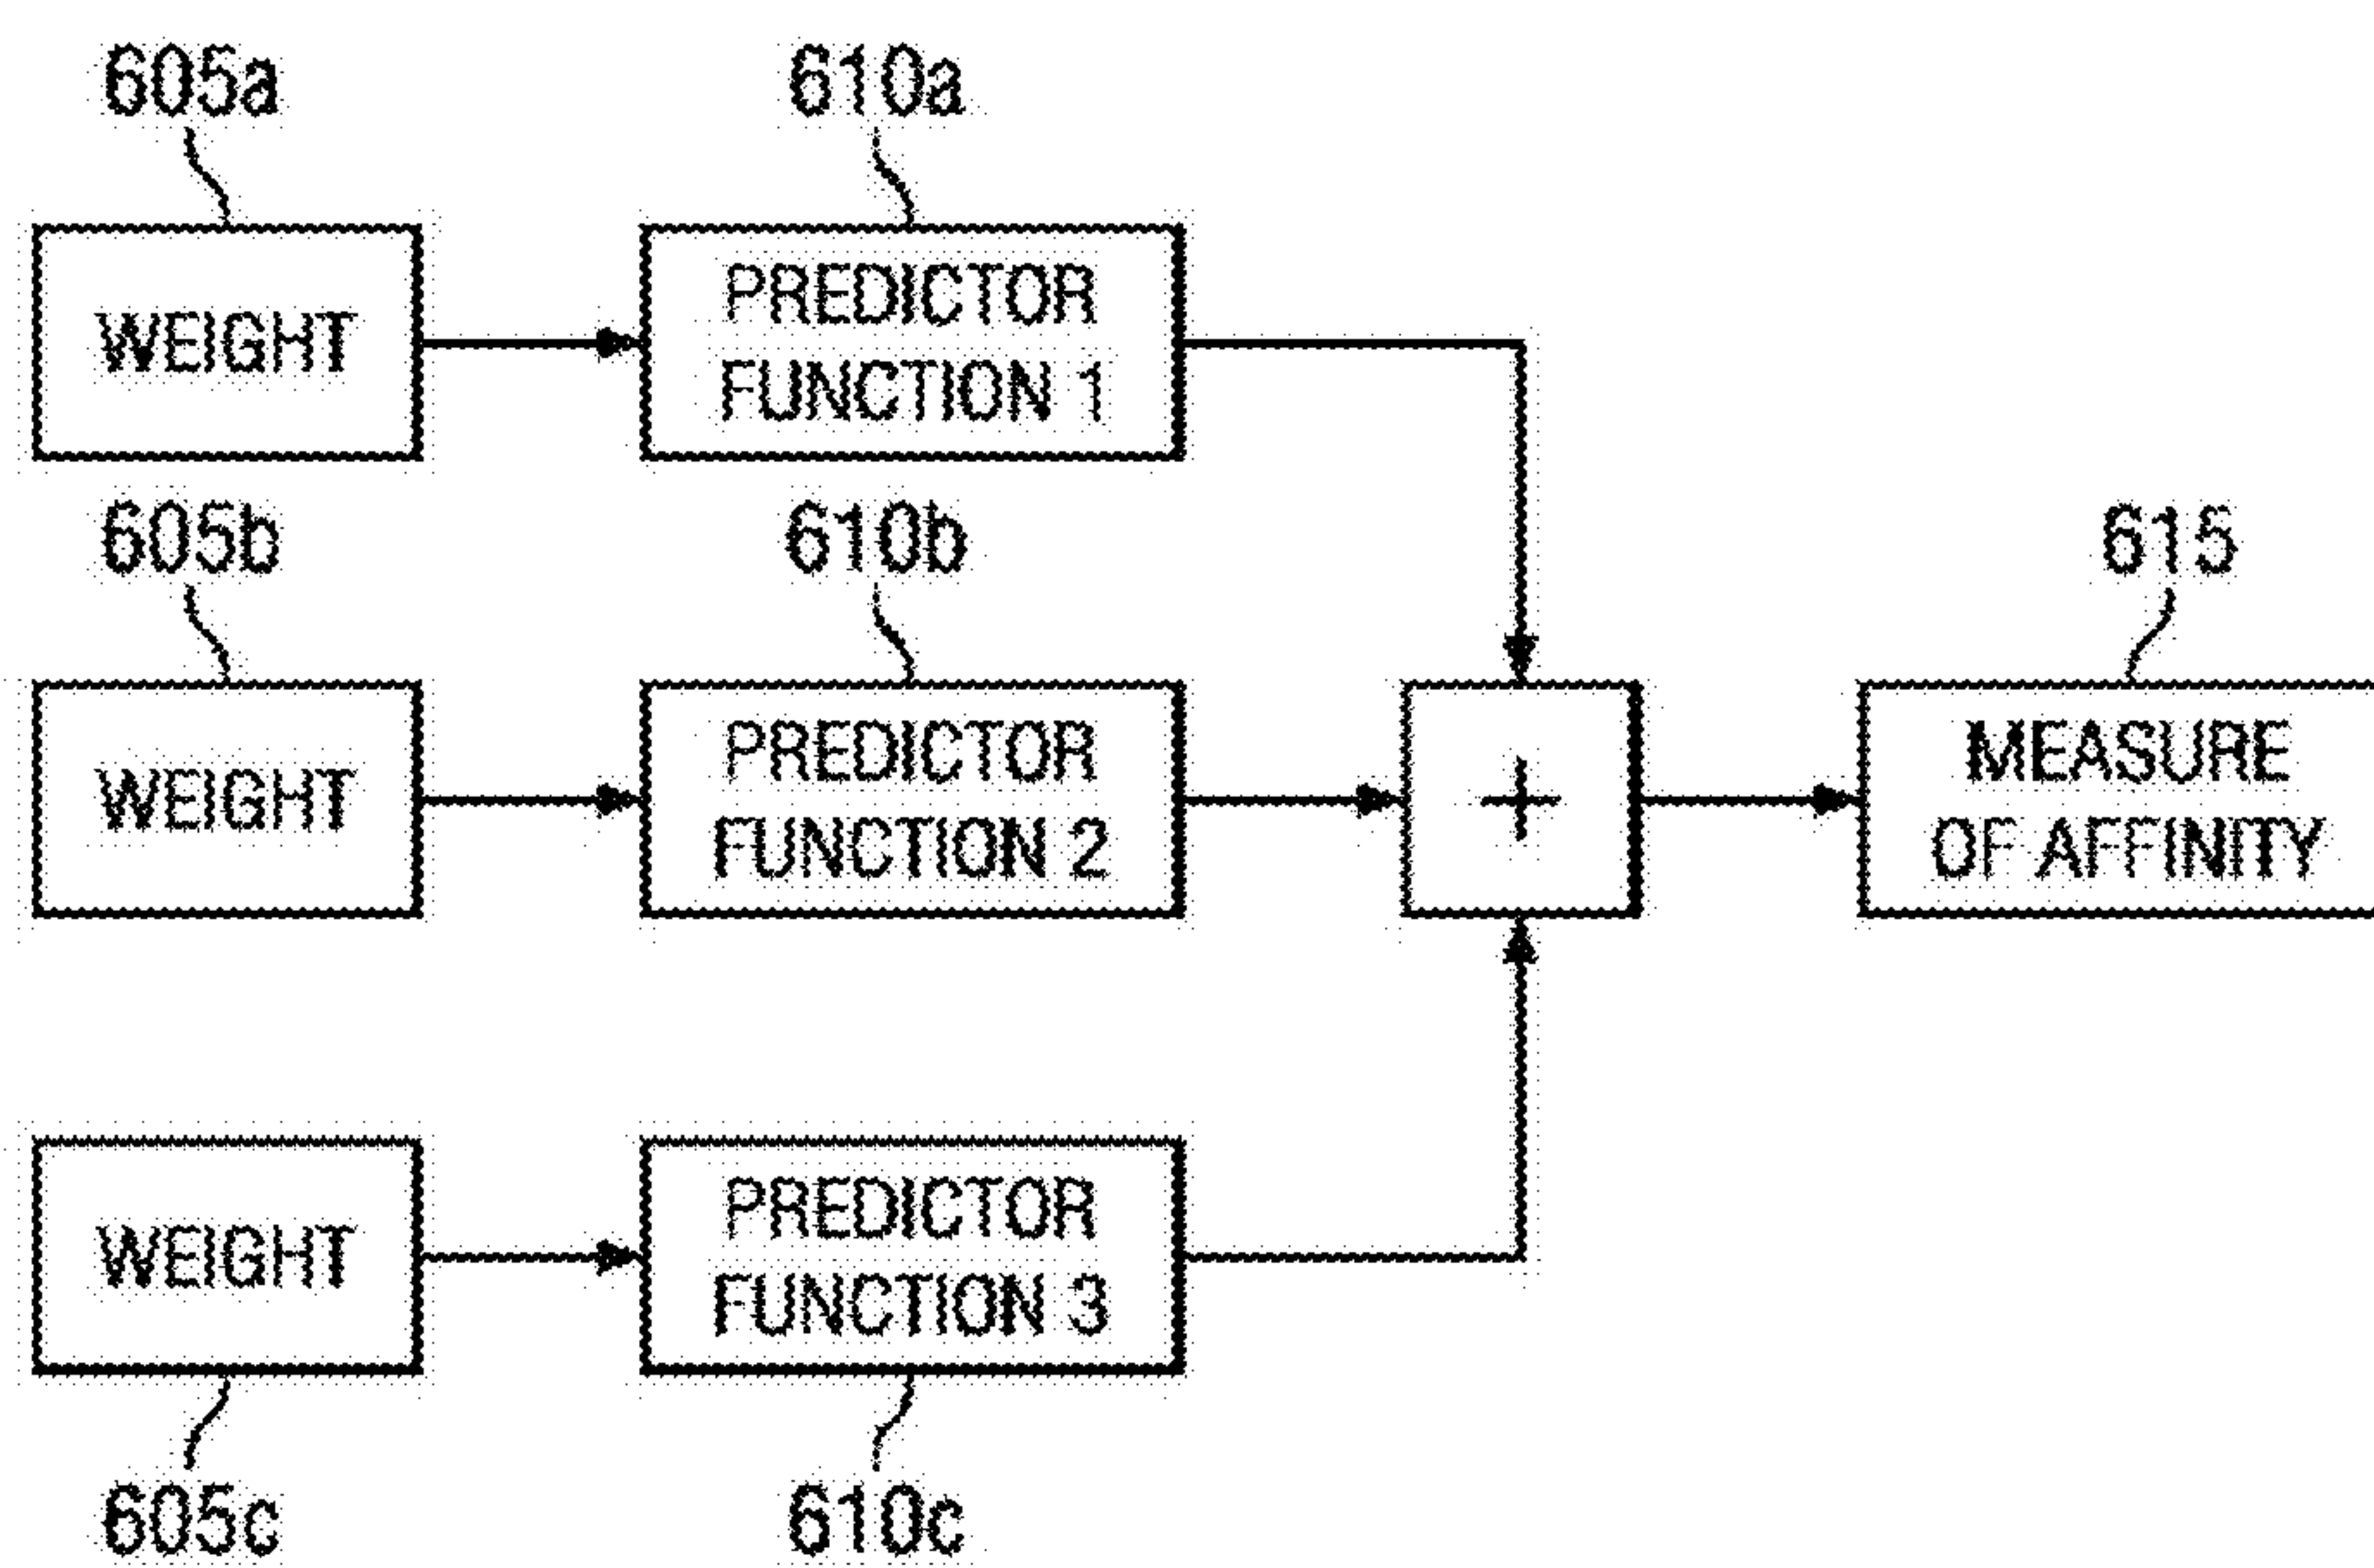 605a
610a
WEIGHT
PREDICTOR
FUNCTION 1
605b
610b
615
WEIGHT
PREDICTOR
FUNCTION 2
+
MEASURE
OF AFFINITY
WEIGHT
PREDICTOR
FUNCTION 3
605c
610c